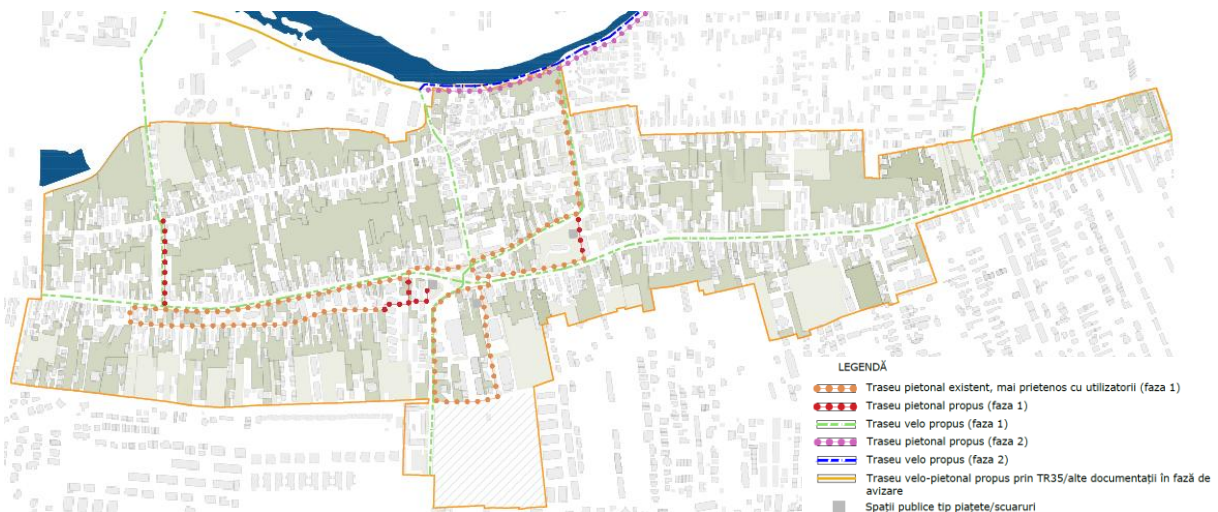 LEGENDĂ
Traseu pietonal existent, mai prietenos cu utilizatorii (faza 1)
Traseu pietonal propus (faza 1)
Traseu velo propus (faza 1)
Traseu pietonal propus (faza 2)
Traseu velo propus (faza 2)
Traseu velo-pietonal propus prin TR35/alte documentații în fază de
avizare
Spații publice tip piațete/scuaruri